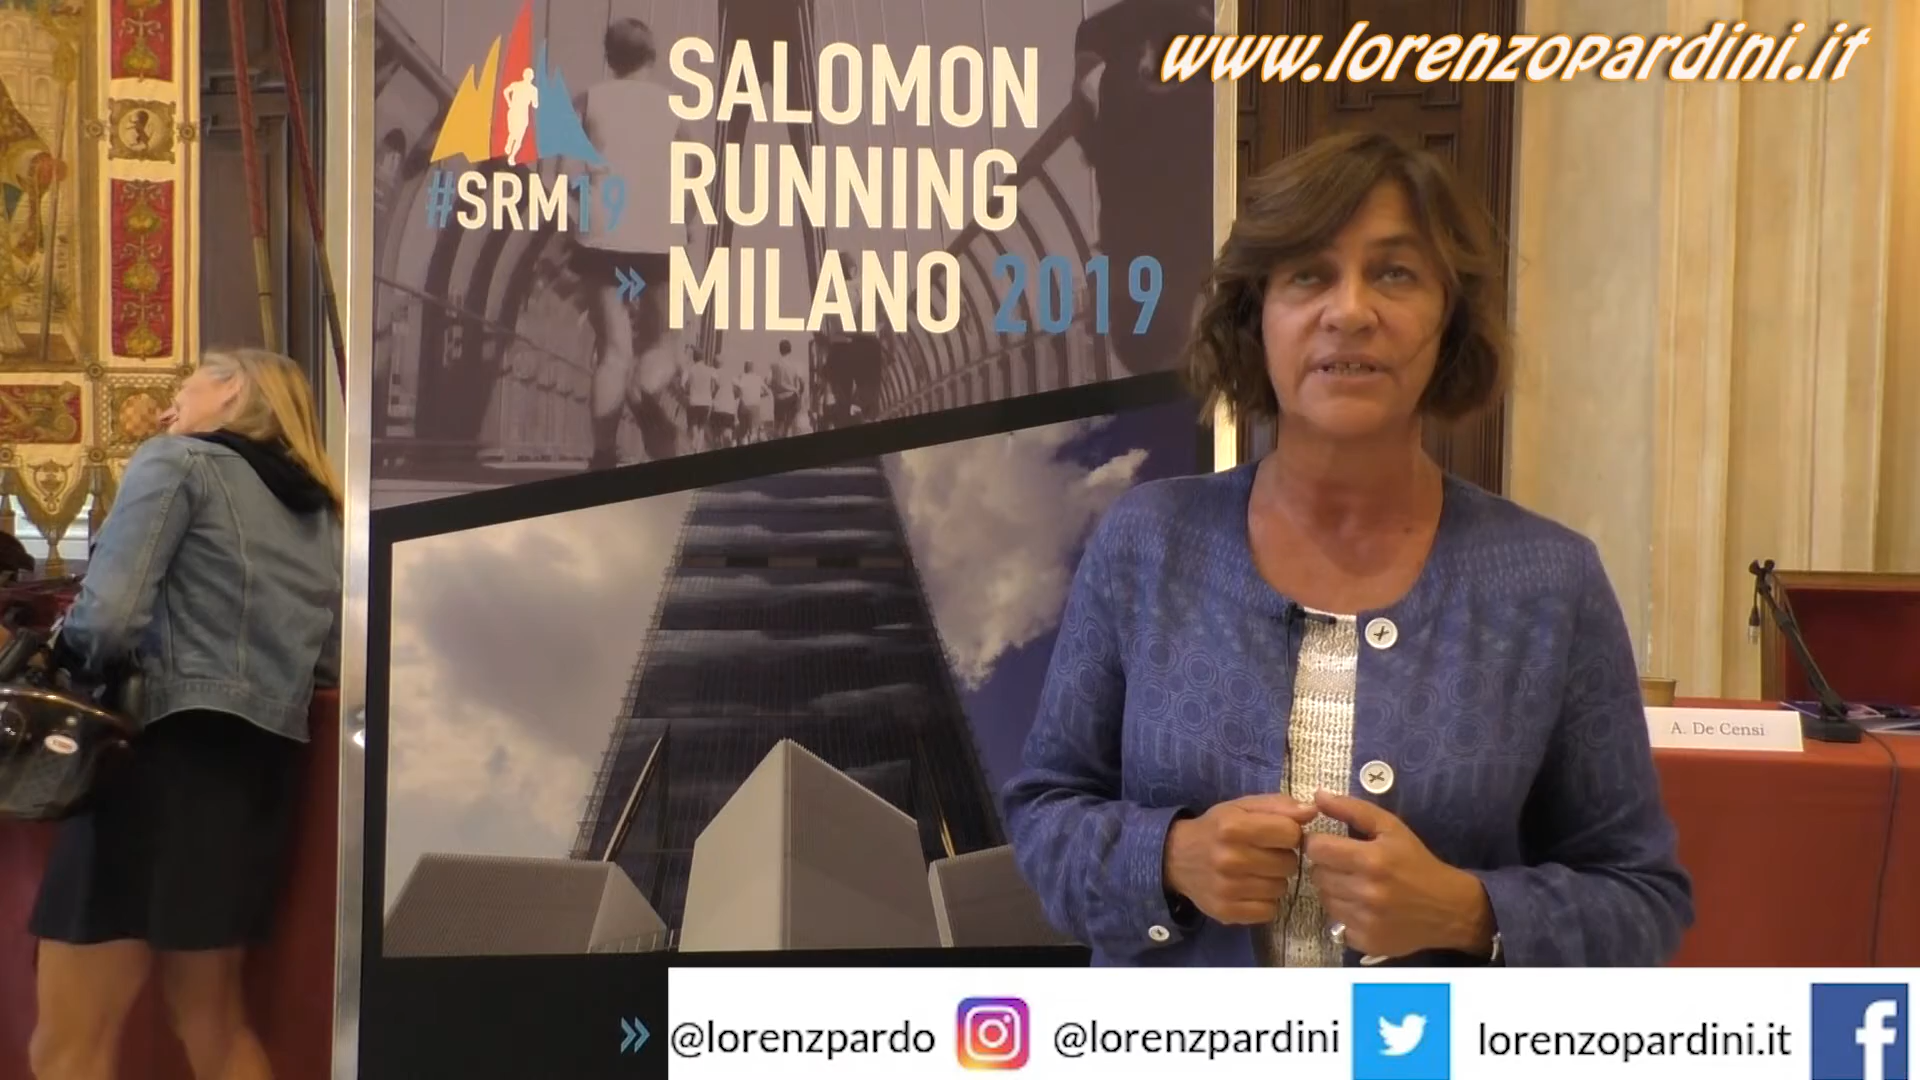 www.lorenzopardini.it
SALOMON
RUNNING
MILANO 2019
#SRM19
»
A. De Censi
»
@lorenzpardo
@lorenzpardini
lorenzopardini.it
f